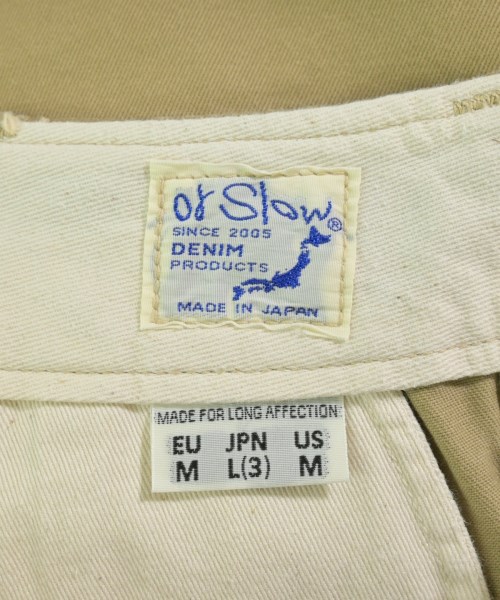 or Slow®
SINCE 2005
DENIM
PRODUCTS
MADE IN JAPAN
MADE FOR LONG AFFECTION
EU JPN US
M L(3) M